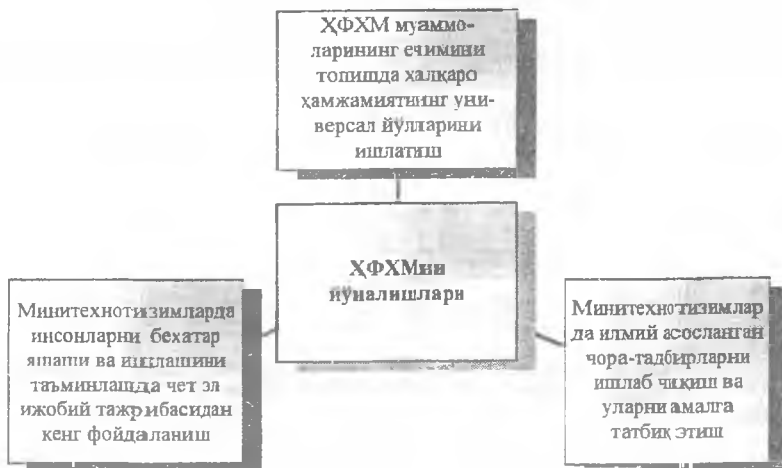 ҲФХМ муаммо-
ларининг ечимини
топишда халқаро
ҳамжамиятнинг уни-
версал йўлларини
ишлатиш
ҲФХМни
йўналишлари
Минитехнотизимларда
инсонларни бехатар
яшаши ва ишлашини
таъминлашда чет эл
ижобий тажрибасидан
кенг фойдаланиш
Минитехнотизимлар
да илмий асосланган
чора-тадбирларни
ишлаб чиқиш ва
уларни амалга
татбиқ этиш